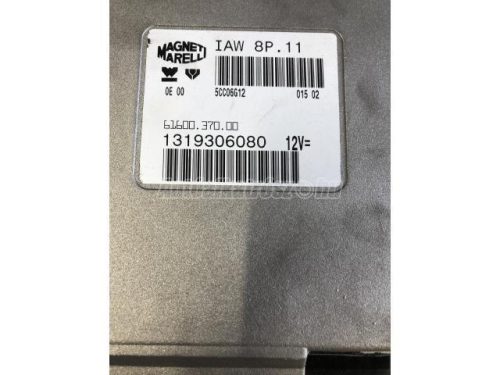 MAGNETI MARELLI
IAW 8P.11
0E 00 5CC06G12 015 02
61600.370.00
1319306080 12V=